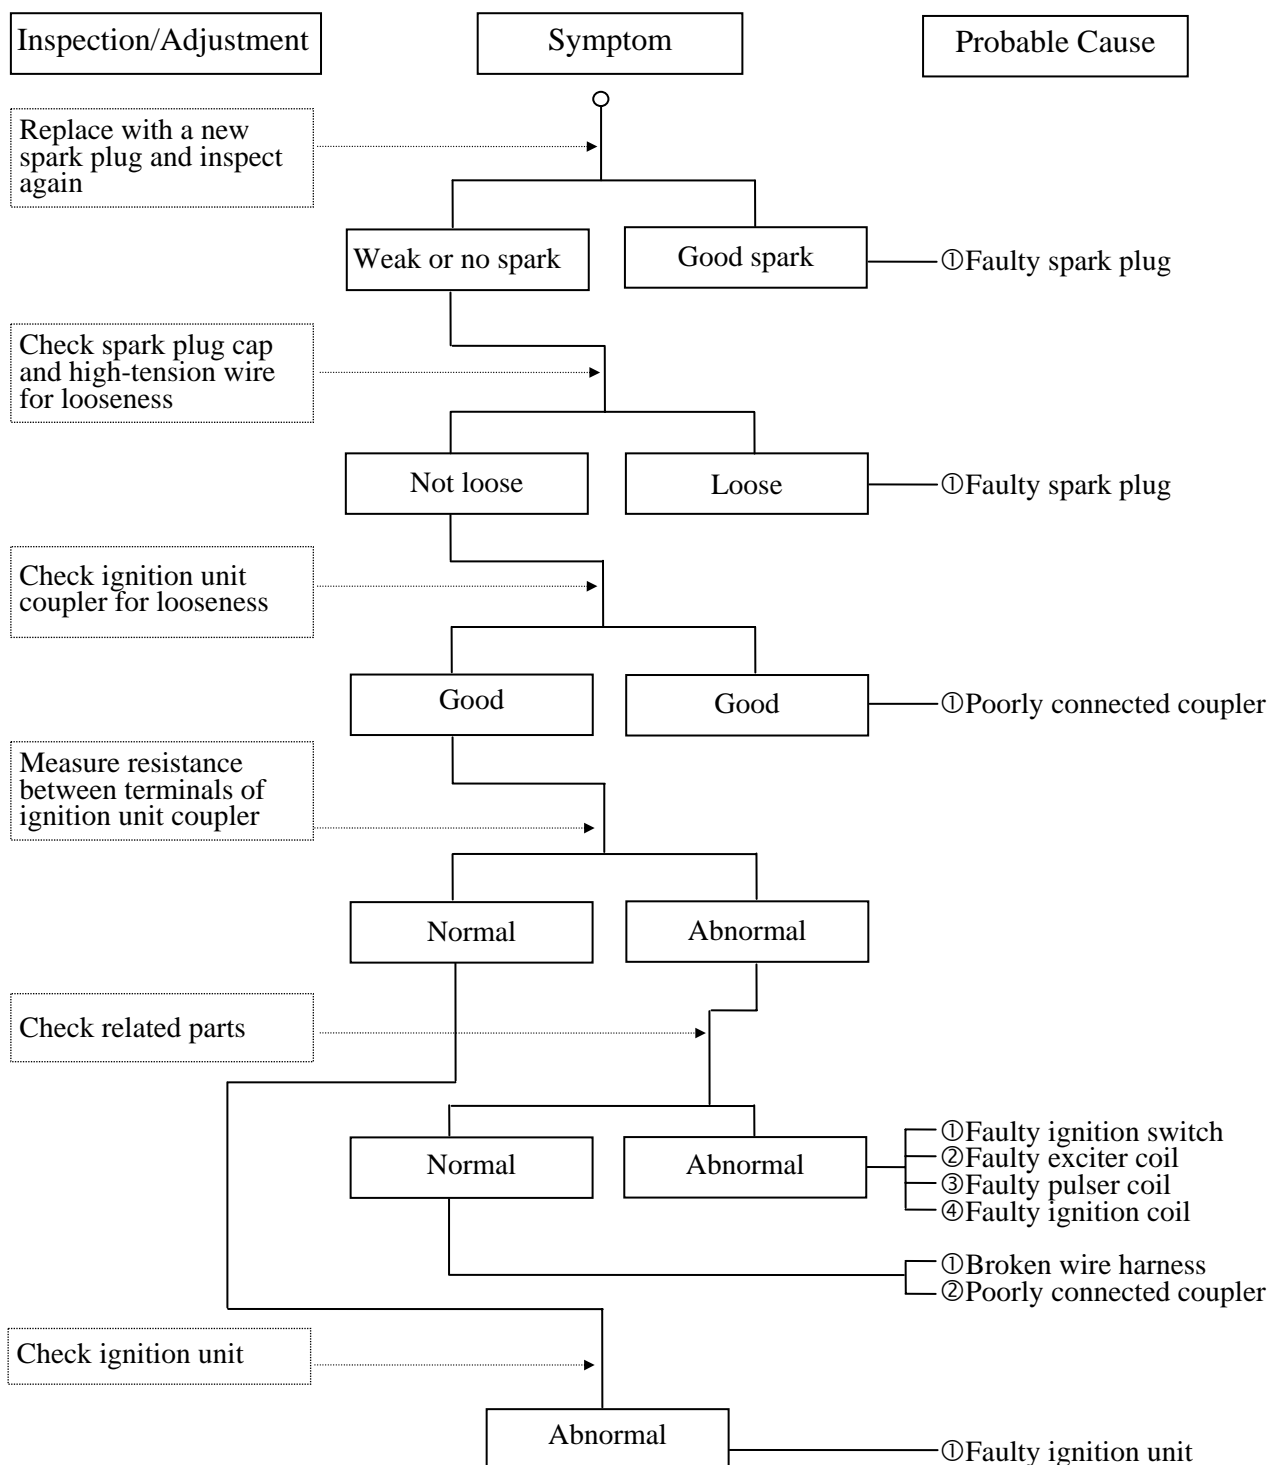 Inspection/Adjustment
Symptom
Probable Cause
Replace with a new
spark plug and inspect
again
Weak or no spark
Good spark
①Faulty spark plug
Check spark plug cap
and high-tension wire
for looseness
Not loose
Loose
①Faulty spark plug
Check ignition unit
coupler for looseness
Good
Good
①Poorly connected coupler
Measure resistance
between terminals of
ignition unit coupler
Normal
Abnormal
Check related parts
Normal
Abnormal
①Faulty ignition switch
②Faulty exciter coil
③Faulty pulser coil
④Faulty ignition coil
①Broken wire harness
②Poorly connected coupler
Check ignition unit
Abnormal
①Faulty ignition unit